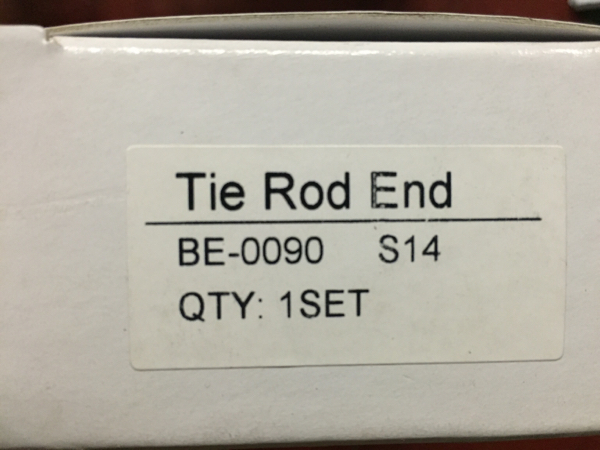 Tie Rod End
BE-0090 S14
QTY: 1SET